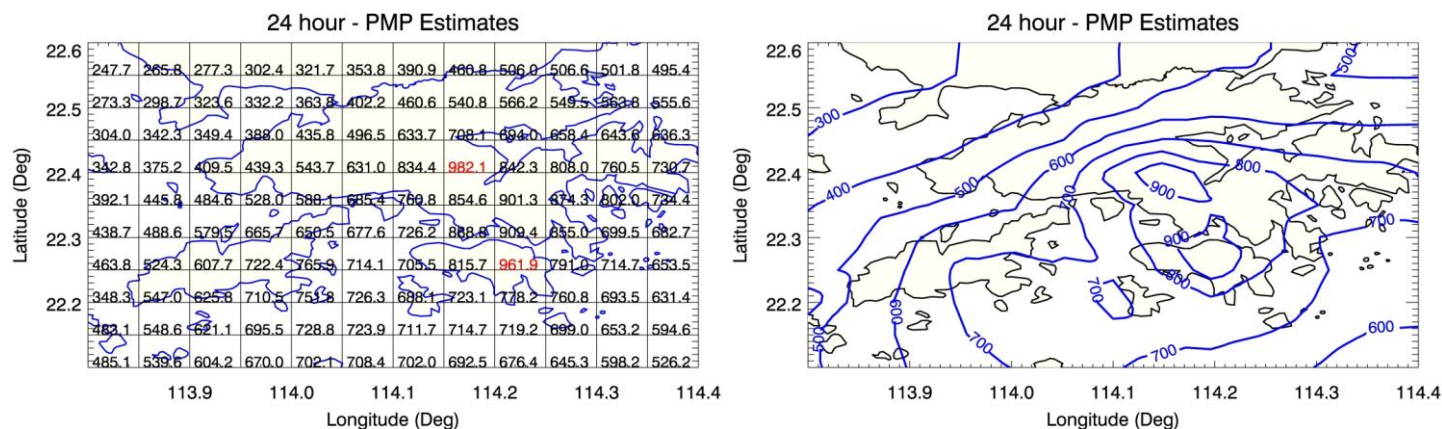 24 hour - PMP Estimates
22.6
247.7 265.8 277.3 302.4 321.7 353.8 390.9 460.8 506.0 506.6 501.8 495.4
22.5
273.3 298.7 323.6 332.2 363.8 402.2 460.6 540.8 566.2 549.5 563.8 555.6
304.0 342.3 349.4 388.0 435.8 496.5 633.7 708.1 694.0 658.4 643.6 636.3
22.4
342.8 375.2 409.5 439.3 543.7 631.0 834.4 982.1 842.3 808.0 760.5 730.7
392.1 445.8 484.6 528.0 588.1 685.4 760.8 854.6 901.3 874.3 802.0 734.4
22.3
438.7 488.6 579.5 665.7 650.5 677.6 726.2 888.8 909.4 855.0 699.5 682.7
463.8 524.3 607.7 722.4 765.9 714.1 705.5 815.7 961.9 791.0 714.7 653.5
22.2
348.3 547.0 625.8 710.5 751.8 726.3 688.1 723.1 778.2 760.8 693.5 631.4
483.1 548.6 621.1 695.5 728.8 723.9 711.7 714.7 719.2 699.0 653.2 594.6
485.1 539.6 604.2 670.0 702.1 708.4 702.0 692.5 676.4 645.3 598.2 526.2
113.9 114.0 114.1 114.2 114.3 114.4
Longitude (Deg)
Latitude (Deg)
24 hour - PMP Estimates
22.6
22.5
22.4
22.3
22.2
500
300
600
800
400
500
900
700
700
900
800
700
600
600
500
700
700
113.9 114.0 114.1 114.2 114.3 114.4
Longitude (Deg)
Latitude (Deg)